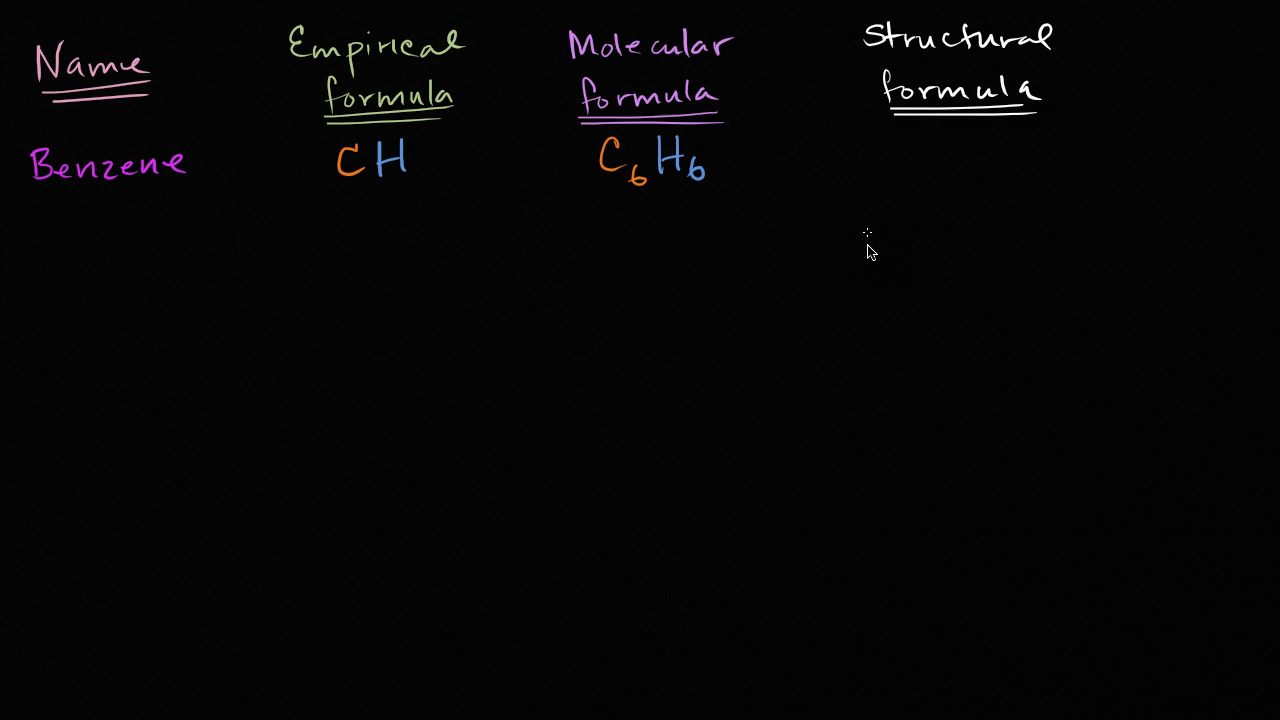 Name
Empirical formula
Molecular formula
Structural formula
Benzene CH C₆H₆